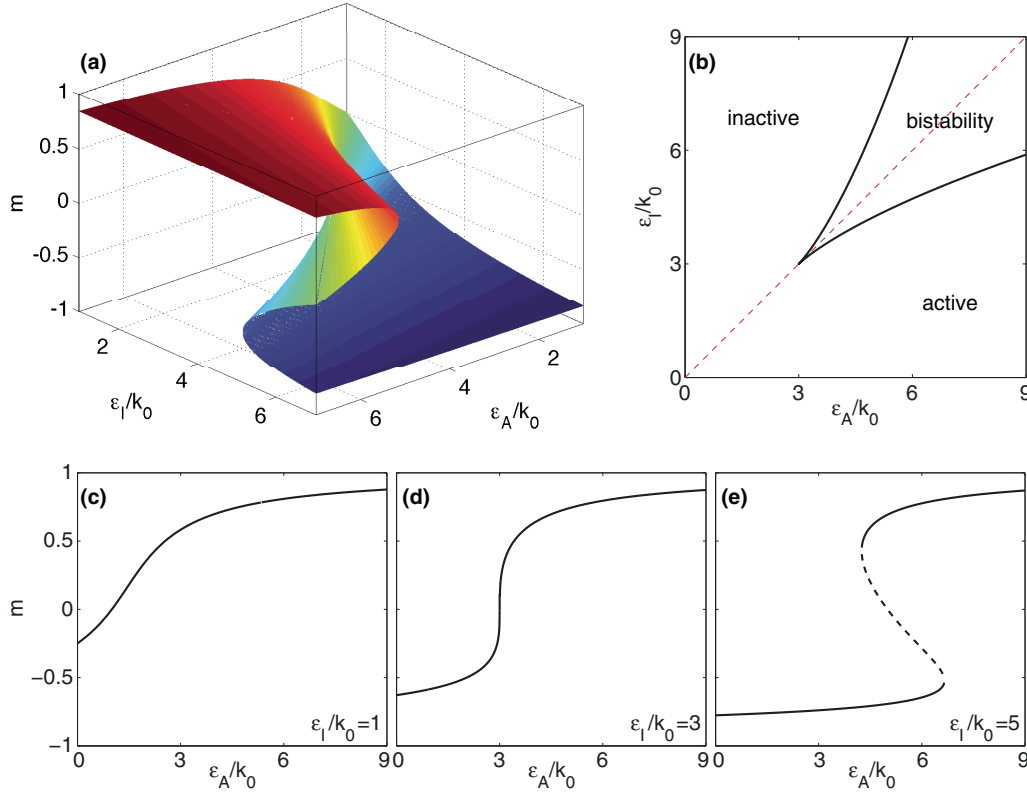 (a)
1
0.5
0
-0.5
-1
m
2
4
6
ε_I/k_0
6
4
2
ε_A/k_0
(b)
9
6
3
0
ε_I/k_0
inactive
bistability
active
0
3
6
9
ε_A/k_0
(c)
1
0.5
0
−0.5
−1
m
ε_I/k_0=1
0
3
6
9
ε_A/k_0
(d)
ε_I/k_0=3
0
3
6
9
ε_A/k_0
(e)
ε_I/k_0=5
0
3
6
9
ε_A/k_0